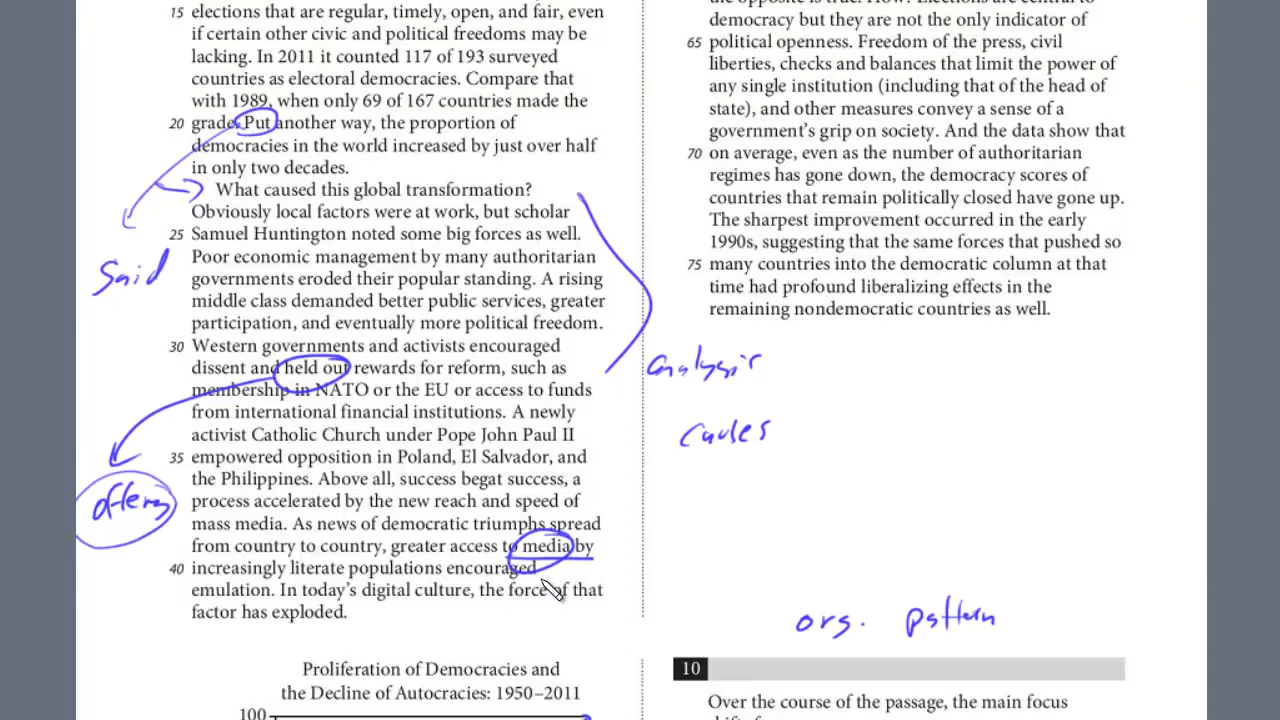 15 elections that are regular, timely, open, and fair, even
if certain other civic and political freedoms may be
lacking. In 2011 it counted 117 of 193 surveyed
countries as electoral democracies. Compare that
with 1989, when only 69 of 167 countries made the
20 grade. Put another way, the proportion of
democracies in the world increased by just over half
in only two decades.
What caused this global transformation?
Obviously local factors were at work, but scholar
25 Samuel Huntington noted some big forces as well.
Poor economic management by many authoritarian
governments eroded their popular standing. A rising
middle class demanded better public services, greater
participation, and eventually more political freedom.
30 Western governments and activists encouraged
dissent and held out rewards for reform, such as
membership in NATO or the EU or access to funds
from international financial institutions. A newly
activist Catholic Church under Pope John Paul II
35 empowered opposition in Poland, El Salvador, and
the Philippines. Above all, success begat success, a
process accelerated by the new reach and speed of
mass media. As news of democratic triumphs spread
from country to country, greater access to media by
40 increasingly literate populations encouraged
emulation. In today's digital culture, the force of that
factor has exploded.
Said
Proliferation of Democracies and
the Decline of Autocracies: 1950–2011
100
the opposite is true. How? Elections are central to
democracy but they are not the only indicator of
65 political openness. Freedom of the press, civil
liberties, checks and balances that limit the power of
any single institution (including that of the head of
state), and other measures convey a sense of a
government's grip on society. And the data show that
70 on average, even as the number of authoritarian
regimes has gone down, the democracy scores of
countries that remain politically closed have gone up.
The sharpest improvement occurred in the early
1990s, suggesting that the same forces that pushed so
75 many countries into the democratic column at that
time had profound liberalizing effects in the
remaining nondemocratic countries as well.
analysis
causes
org. pattern
10
Over the course of the passage, the main focus